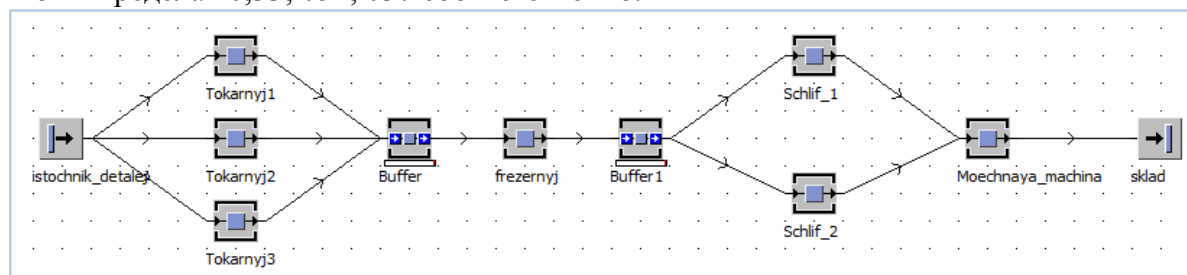 Tokarnyj1
Schlif_1
istochnik_detalej
Tokarnyj2
Buffer
frezernyj
Buffer1
Moechnaya_machina
sklad
Tokarnyj3
Schlif_2